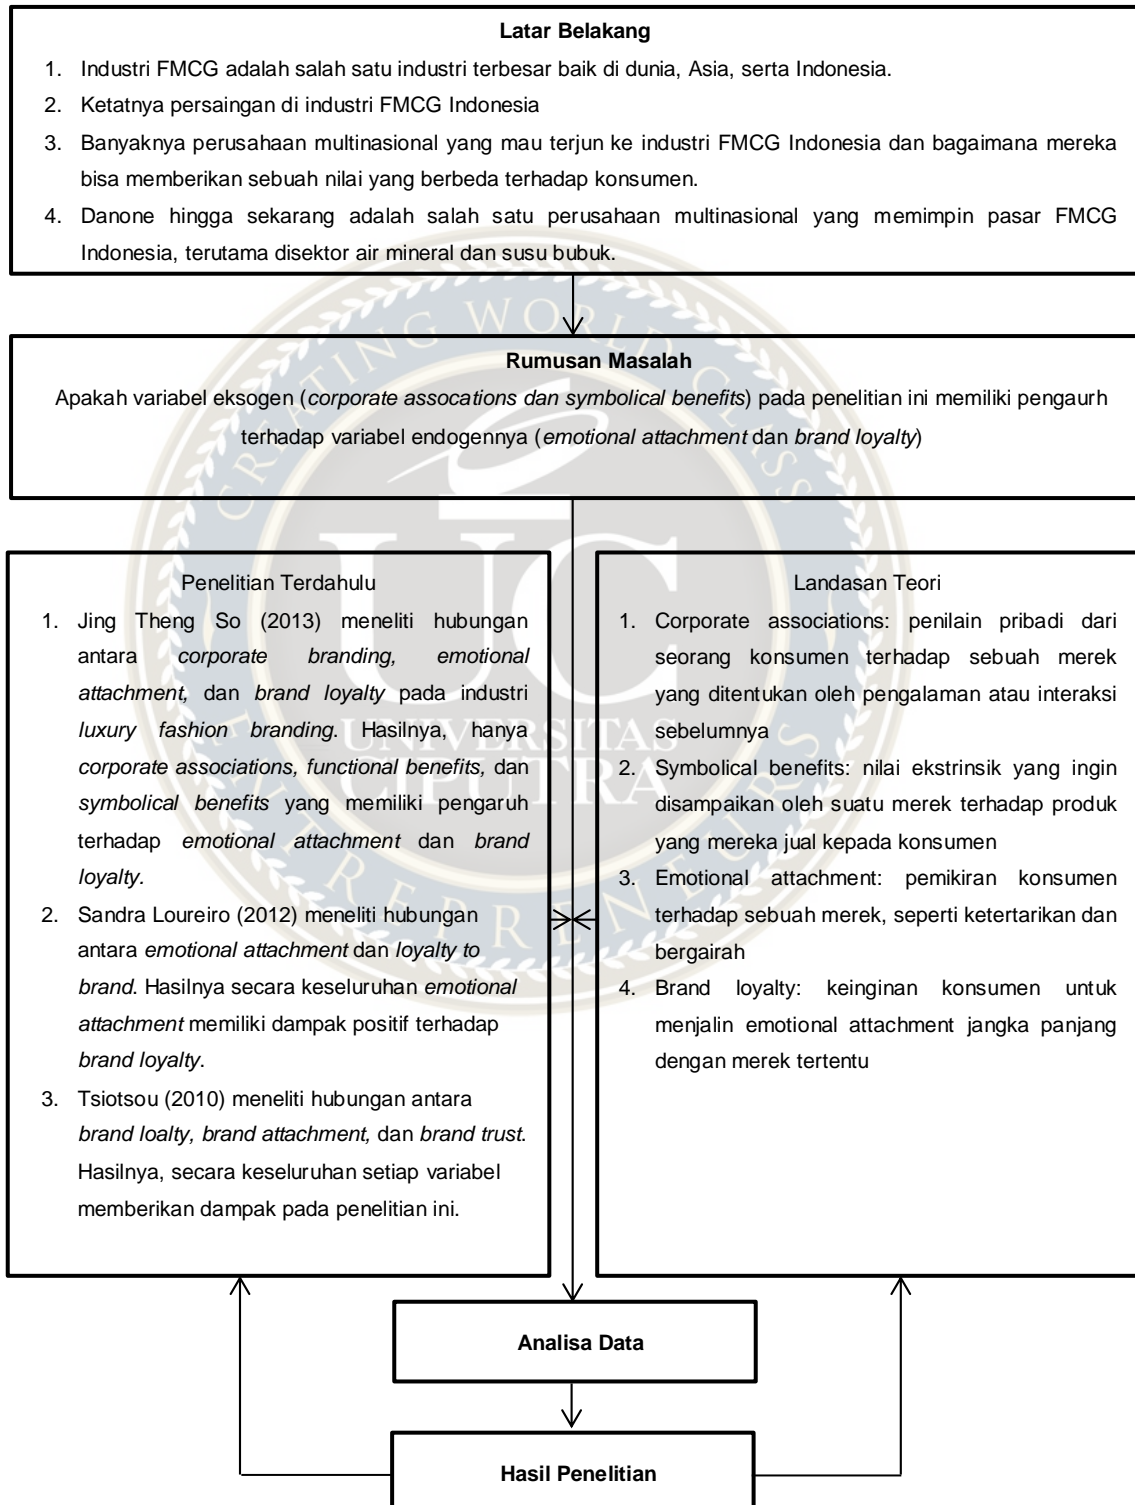 Latar Belakang
1. Industri FMCG adalah salah satu industri terbesar baik di dunia, Asia, serta Indonesia.
2. Ketatnya persaingan di industri FMCG Indonesia
3. Banyaknya perusahaan multinasional yang mau terjun ke industri FMCG Indonesia dan bagaimana mereka
bisa memberikan sebuah nilai yang berbeda terhadap konsumen.
4. Danone hingga sekarang adalah salah satu perusahaan multinasional yang memimpin pasar FMCG
Indonesia, terutama disektor air mineral dan susu bubuk.
Rumusan Masalah
Apakah variabel eksogen (corporate assocations dan symbolical benefits) pada penelitian ini memiliki pengaurh
terhadap variabel endogennya (emotional attachment dan brand loyalty)
Penelitian Terdahulu
1. Jing Theng So (2013) meneliti hubungan
antara corporate branding, emotional
attachment, dan brand loyalty pada industri
luxury fashion branding. Hasilnya, hanya
corporate associations, functional benefits, dan
symbolical benefits yang memiliki pengaruh
terhadap emotional attachment dan brand
loyalty.
2. Sandra Loureiro (2012) meneliti hubungan
antara emotional attachment dan loyalty to
brand. Hasilnya secara keseluruhan emotional
attachment memiliki dampak positif terhadap
brand loyalty.
3. Tsiotsou (2010) meneliti hubungan antara
brand loalty, brand attachment, dan brand trust.
Hasilnya, secara keseluruhan setiap variabel
memberikan dampak pada penelitian ini.
Landasan Teori
1. Corporate associations: penilain pribadi dari
seorang konsumen terhadap sebuah merek
yang ditentukan oleh pengalaman atau interaksi
sebelumnya
2. Symbolical benefits: nilai ekstrinsik yang ingin
disampaikan oleh suatu merek terhadap produk
yang mereka jual kepada konsumen
3. Emotional attachment: pemikiran konsumen
terhadap sebuah merek, seperti ketertarikan dan
bergairah
4. Brand loyalty: keinginan konsumen untuk
menjalin emotional attachment jangka panjang
dengan merek tertentu
Analisa Data
Hasil Penelitian
CREATING WORLD CLASS
UC
UNIVERSITAS
CIPUTRA
ENTREPRENEURS